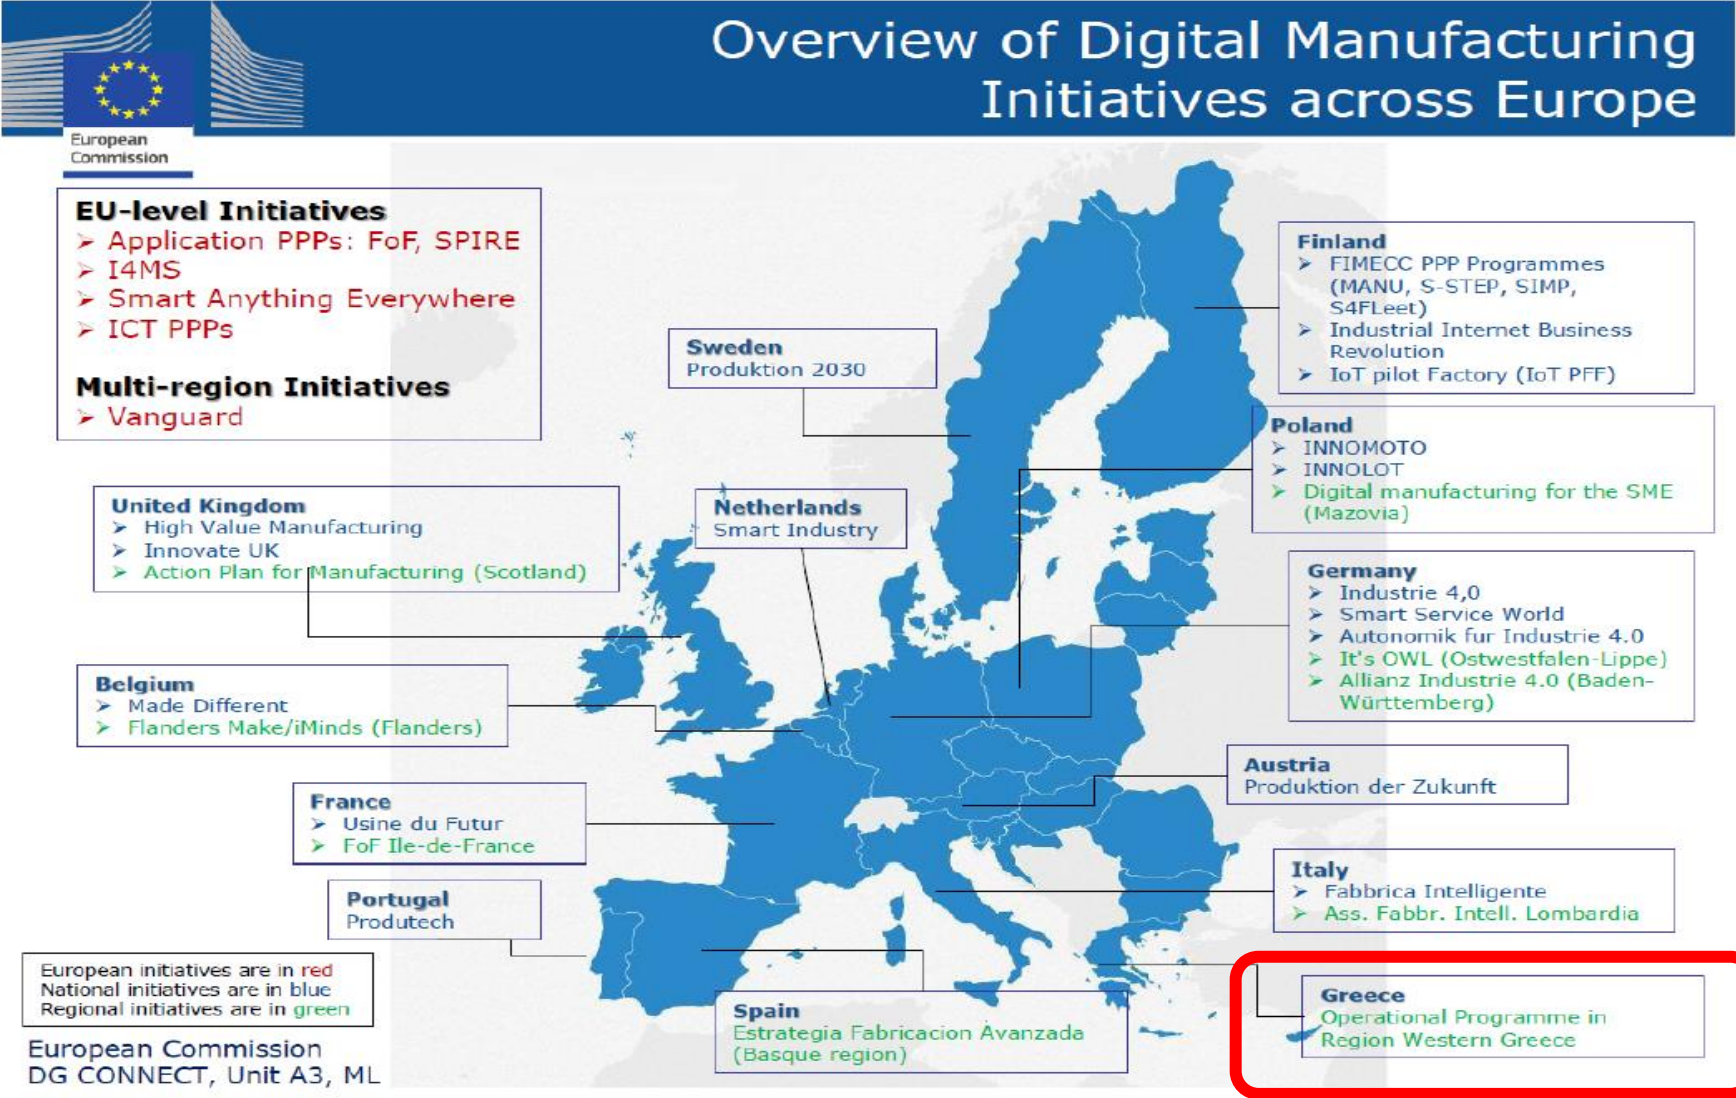 Overview of Digital Manufacturing
Initiatives across Europe
European
Commission
EU-level Initiatives
➢ Application PPPs: FoF, SPIRE
➢ I4MS
➢ Smart Anything Everywhere
➢ ICT PPPs
Multi-region Initiatives
➢ Vanguard
Finland
➢ FIMECC PPP Programmes
(MANU, S-STEP, SIMP,
S4FLeet)
➢ Industrial Internet Business
Revolution
➢ IoT pilot Factory (IoT PFF)
Sweden
Produktion 2030
Poland
➢ INNOMOTO
➢ INNOLOT
➢ Digital manufacturing for the SME
(Mazovia)
United Kingdom
➢ High Value Manufacturing
➢ Innovate UK
➢ Action Plan for Manufacturing (Scotland)
Netherlands
Smart Industry
Germany
➢ Industrie 4,0
➢ Smart Service World
➢ Autonomik fur Industrie 4.0
➢ It's OWL (Ostwestfalen-Lippe)
➢ Allianz Industrie 4.0 (Baden-
Württemberg)
Belgium
➢ Made Different
➢ Flanders Make/iMinds (Flanders)
Austria
Produktion der Zukunft
France
➢ Usine du Futur
➢ FoF Ile-de-France
Italy
➢ Fabbrica Intelligente
➢ Ass. Fabbr. Intell. Lombardia
Portugal
Produtech
Spain
Estrategia Fabricacion Avanzada
(Basque region)
Greece
Operational Programme in
Region Western Greece
European initiatives are in red
National initiatives are in blue
Regional initiatives are in green
European Commission
DG CONNECT, Unit A3, ML